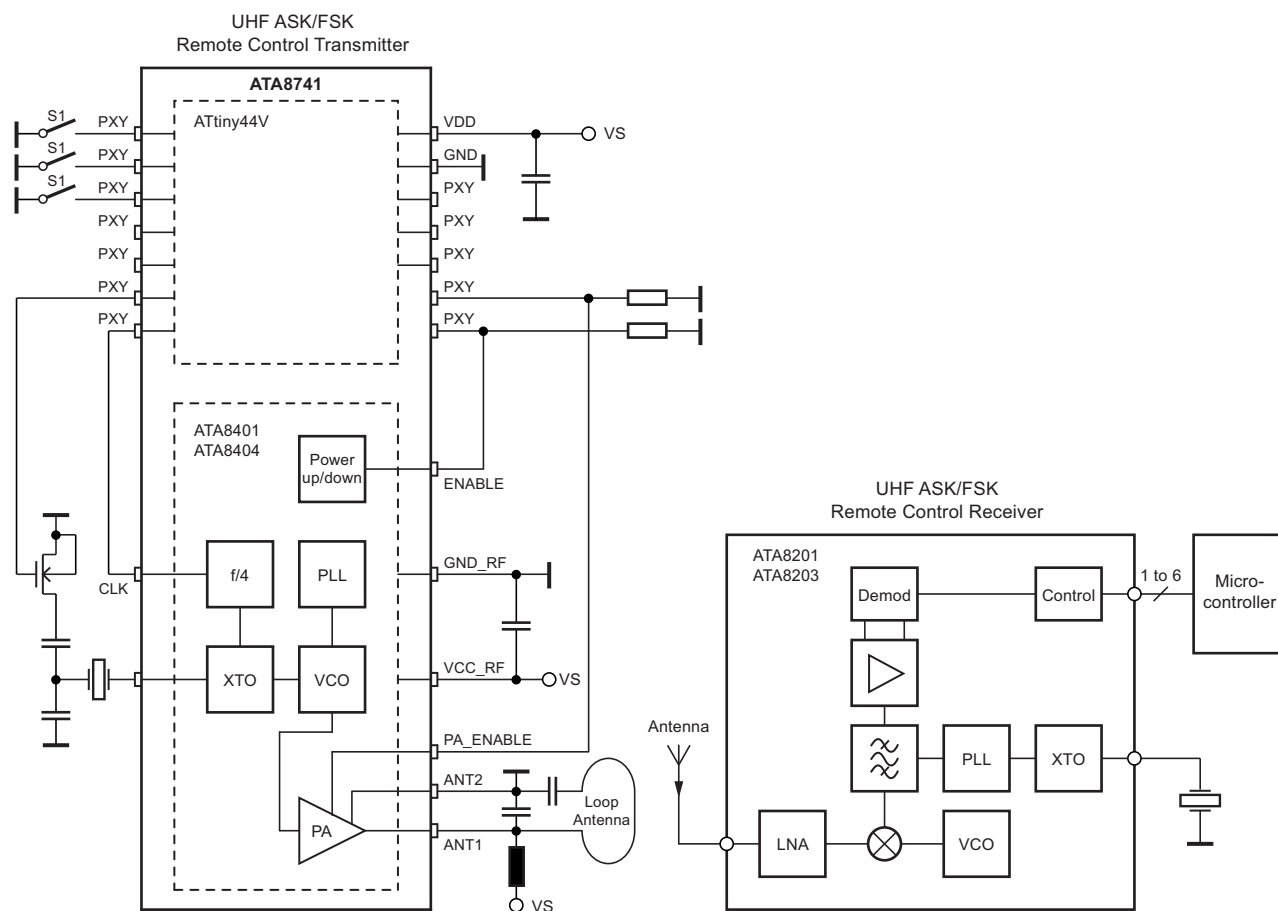 UHF ASK/FSK
Remote Control Transmitter
ATA8741
ATtiny44V
S1
PXY
S1
PXY
S1
PXY
PXY
PXY
PXY
PXY
VDD
VS
GND
PXY
PXY
PXY
PXY
PXY
ATA8401
ATA8404
Power
up/down
ENABLE
CLK
f/4
PLL
GND_RF
XTO
VCO
VCC_RF
VS
PA_ENABLE
ANT2
Loop
Antenna
PA
ANT1
VS
UHF ASK/FSK
Remote Control Receiver
ATA8201
ATA8203
Demod
Control
1 to 6
Micro-
controller
Antenna
PLL
XTO
LNA
VCO